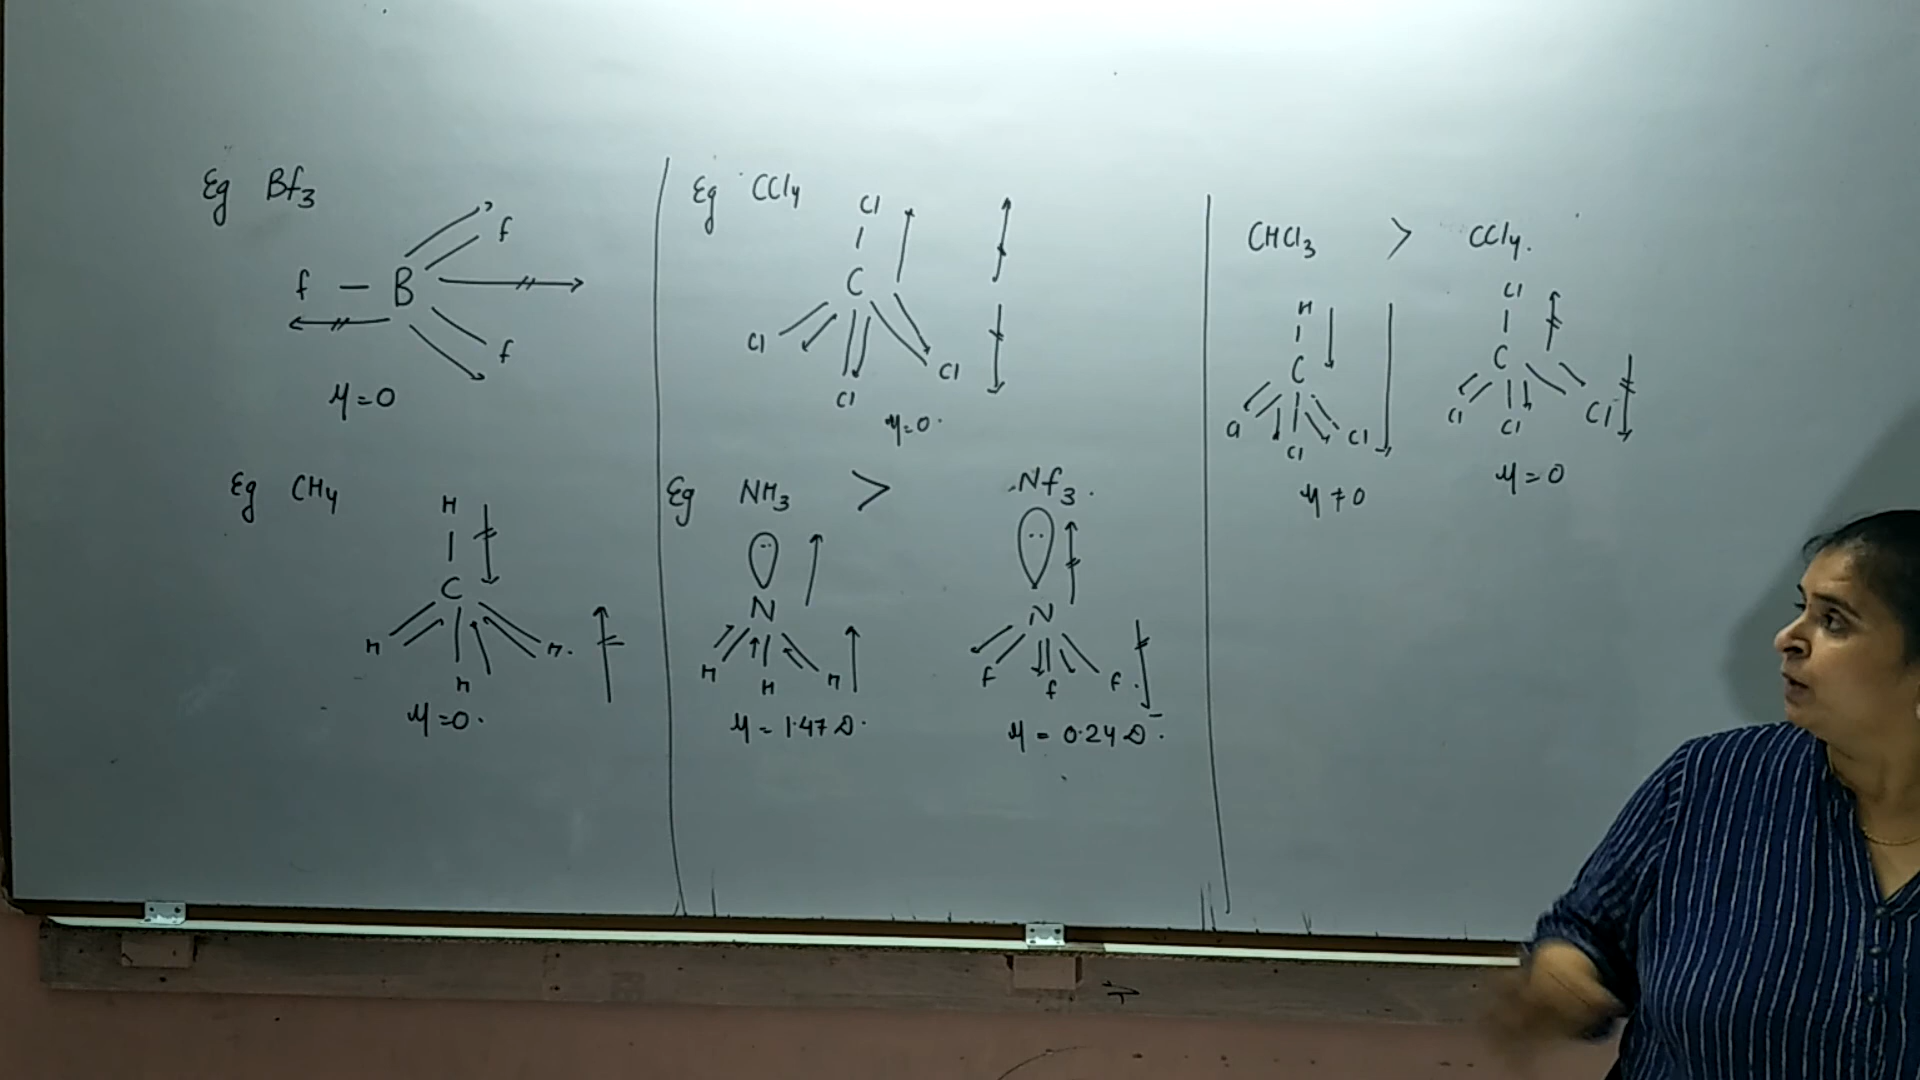 Eg Bf3
f
f – B
f
μ=0
Eg CH4
H
C
H H
H
μ=0.
Eg CCl4
Cl
C
Cl Cl
Cl
μ=0.
Eg NH3 > Nf3.
N
H H H
μ = 1.47 D.
N
f f f.
μ = 0.24 D.
CHCl3 > CCl4.
H
C
Cl Cl
Cl
μ ≠ 0
Cl
C
Cl Cl
Cl
μ = 0